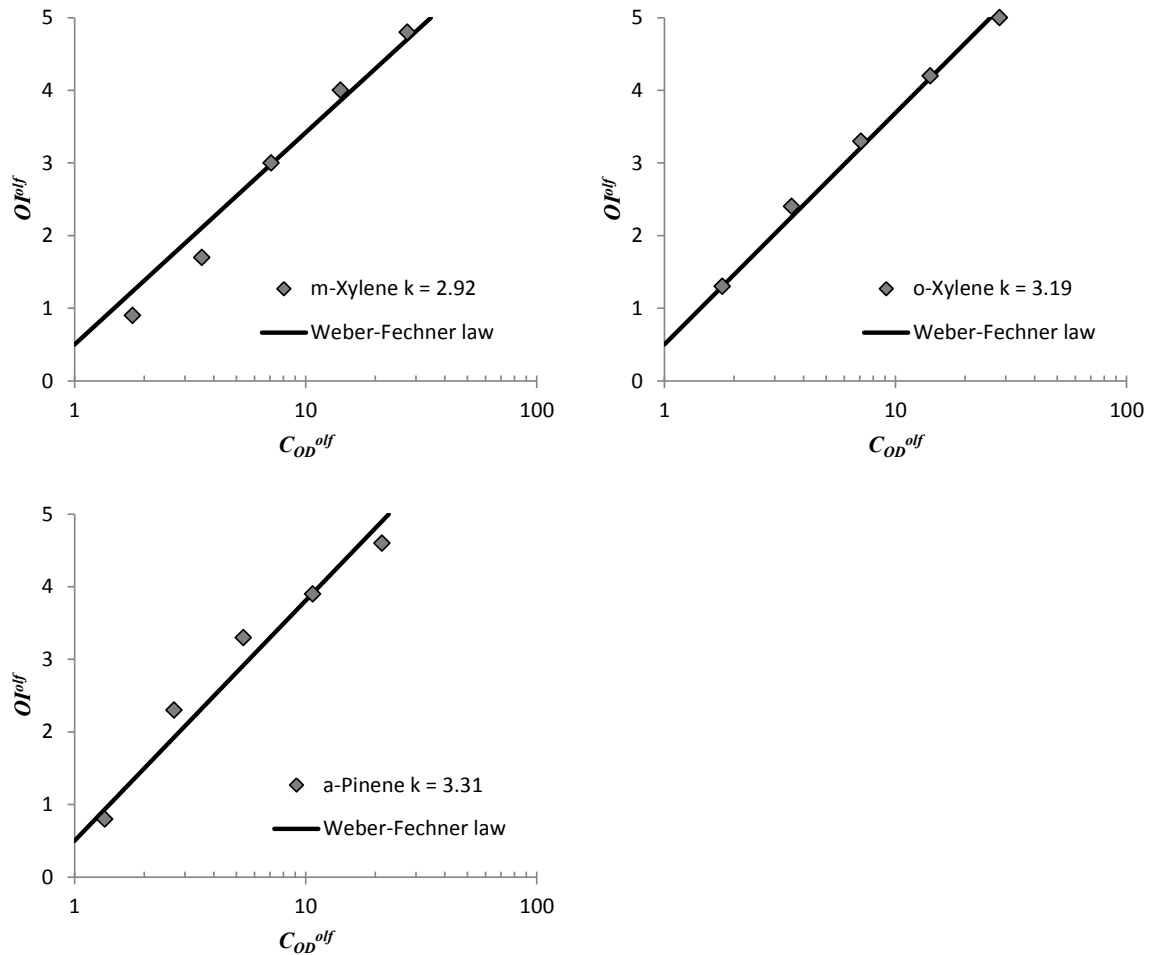 5
4
3
2
1
0
OI^olf
m-Xylene k = 2.92
Weber-Fechner law
1 10 100
C_OD^olf
5
4
3
2
1
0
OI^olf
o-Xylene k = 3.19
Weber-Fechner law
1 10 100
C_OD^olf
5
4
3
2
1
0
OI^olf
a-Pinene k = 3.31
Weber-Fechner law
1 10 100
C_OD^olf